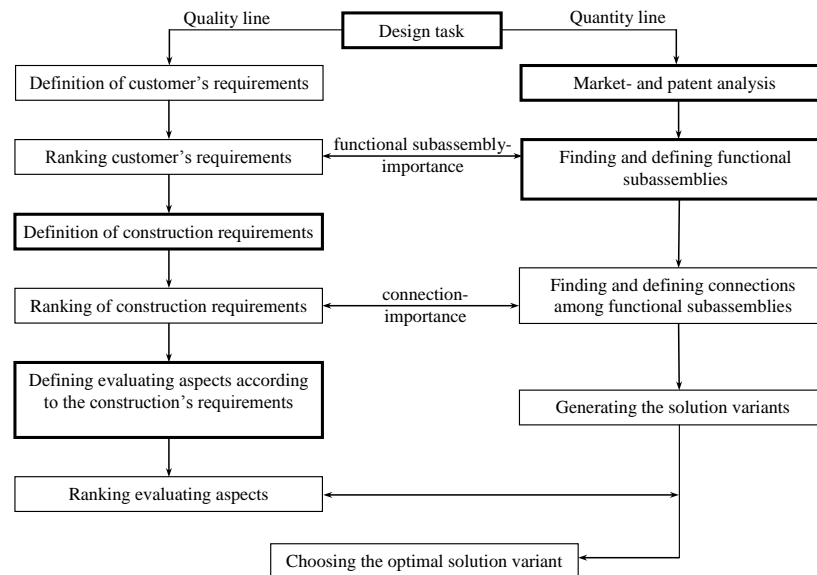 Quality line
Design task
Quantity line
Definition of customer's requirements
Market- and patent analysis
Ranking customer's requirements
functional subassembly-
importance
Finding and defining functional
subassemblies
Definition of construction requirements
Ranking of construction requirements
connection-
importance
Finding and defining connections
among functional subassemblies
Defining evaluating aspects according
to the construction's requirements
Generating the solution variants
Ranking evaluating aspects
Choosing the optimal solution variant